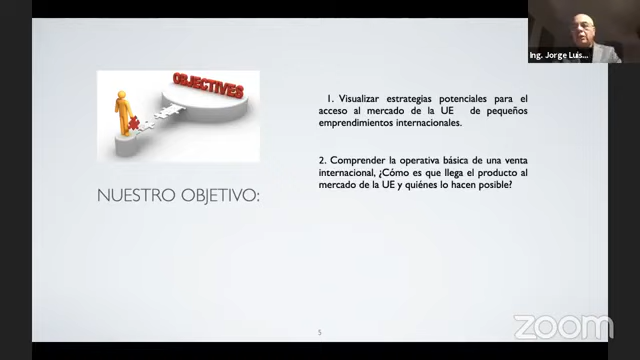 Ing. Jorge Luis...
OBJECTIVES
NUESTRO OBJETIVO:
1. Visualizar estrategias potenciales para el
acceso al mercado de la UE de pequeños
emprendimientos internacionales.
2. Comprender la operativa básica de una venta
internacional, ¿Cómo es que llega el producto al
mercado de la UE y quiénes lo hacen posible?
5
zoom